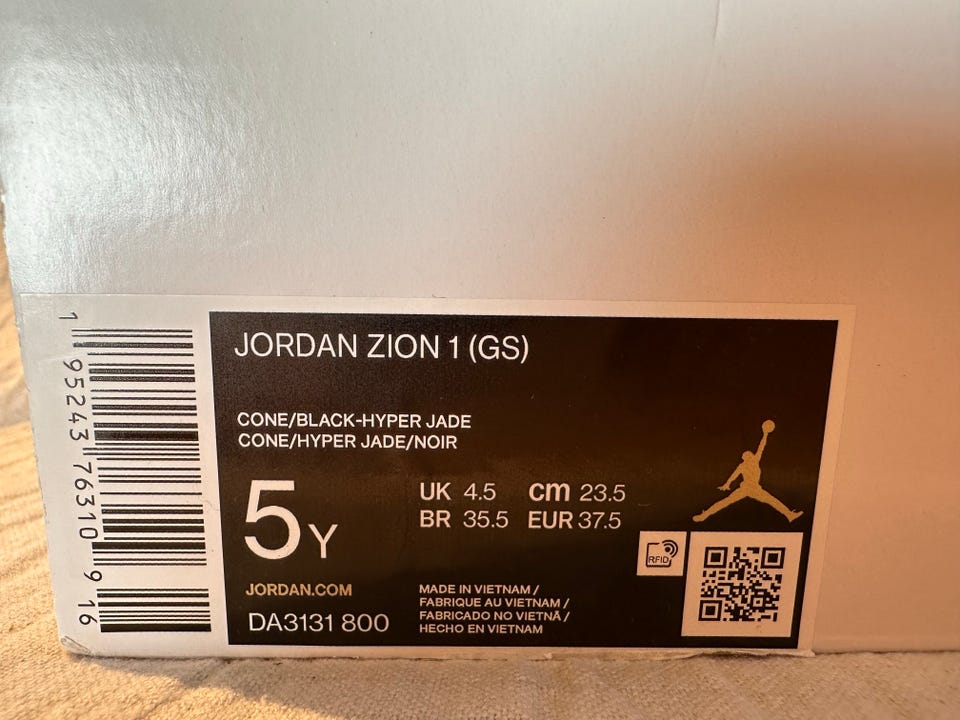 JORDAN ZION 1 (GS)
CONE/BLACK-HYPER JADE
CONE/HYPER JADE/NOIR
5Y
UK 4.5 cm 23.5
BR 35.5 EUR 37.5
RFID
JORDAN.COM
DA3131 800
MADE IN VIETNAM /
FABRIQUE AU VIETNAM /
FABRICADO NO VIETNÃ /
HECHO EN VIETNAM
1 95243 76310 9 16